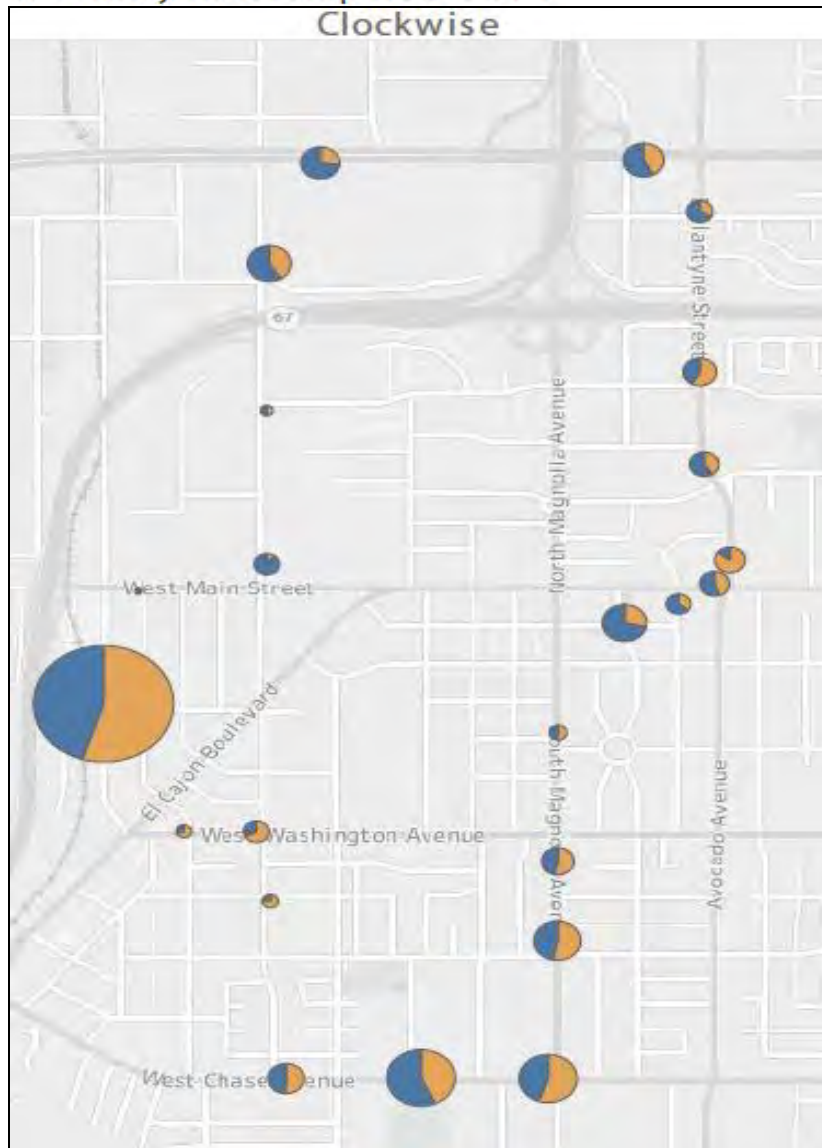 Clockwise
67
lantyne Street
North Magnolia Avenue
West Main Street
El Cajon Boulevard
outh Magno
Aven
West Washington Avenue
Avocado Avenue
West Chase
enue